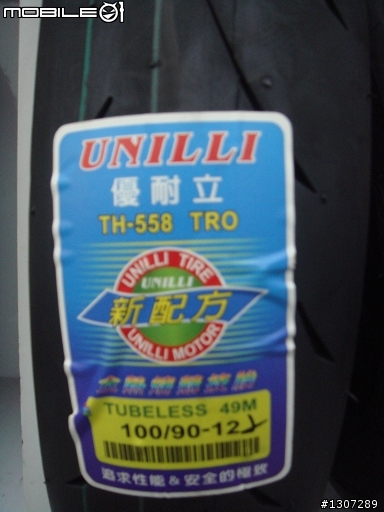 MOBILE01
UNILLI
優耐立
TH-558 TRO
UNILLI TIRE
UNILLI
新配方
UNILLI MOTOR
TUBELESS 49M
100/90-12
追求性能&安全的極致
#1307289